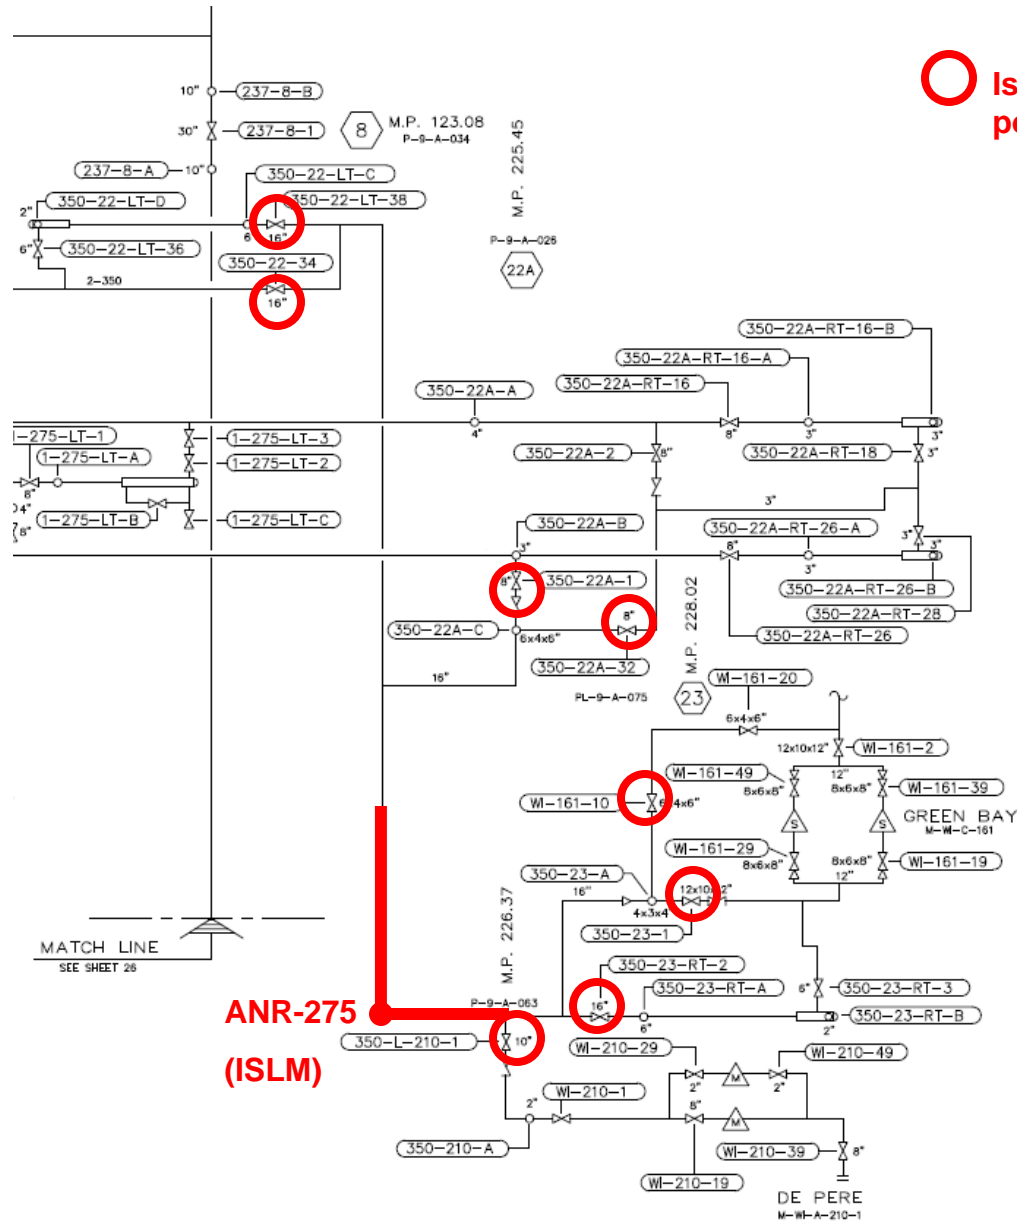 10"
237-8-B
30"
237-8-1
8
M.P. 123.08
P-9-A-034
237-8-A
10"
350-22-LT-C
350-22-LT-D
350-22-LT-38
2"
6
16"
6"
350-22-LT-36
350-22-34
2-350
16"
M.P. 225.45
P-9-A-026
22A
350-22A-RT-16-B
350-22A-RT-16-A
350-22A-RT-16
350-22A-A
4"
8"
3"
3"
1-275-LT-1
1-275-LT-3
1-275-LT-A
1-275-LT-2
8"
4"
8"
1-275-LT-B
1-275-LT-C
350-22A-2
8"
350-22A-RT-18
3"
3"
350-22A-B
350-22A-RT-26-A
3"
3"
8"
3"
3"
8"
350-22A-1
350-22A-RT-26-B
350-22A-RT-28
350-22A-RT-26
350-22A-C
6x4x6"
8"
350-22A-32
16"
PL-9-A-075
M.P. 228.02
23
WI-161-20
6x4x6"
12x10x12"
WI-161-2
WI-161-49
12"
8x6x8"
8x6x8"
WI-161-39
WI-161-10
6x4x6"
S
S
GREEN BAY
M-WI-C-161
WI-161-29
8x6x8"
8x6x8"
WI-161-19
12"
350-23-A
16"
12x10x12"
4x3x4
350-23-1
M.P. 226.37
350-23-RT-2
P-9-A-063
16"
350-23-RT-A
6"
6"
350-23-RT-3
350-23-RT-B
2"
MATCH LINE
SEE SHEET 26
ANR-275
(ISLM)
350-L-210-1
10"
WI-210-29
WI-210-49
2"
M
2"
WI-210-1
2"
8"
M
350-210-A
WI-210-39
8"
WI-210-19
DE PERE
M-WI-A-210-1